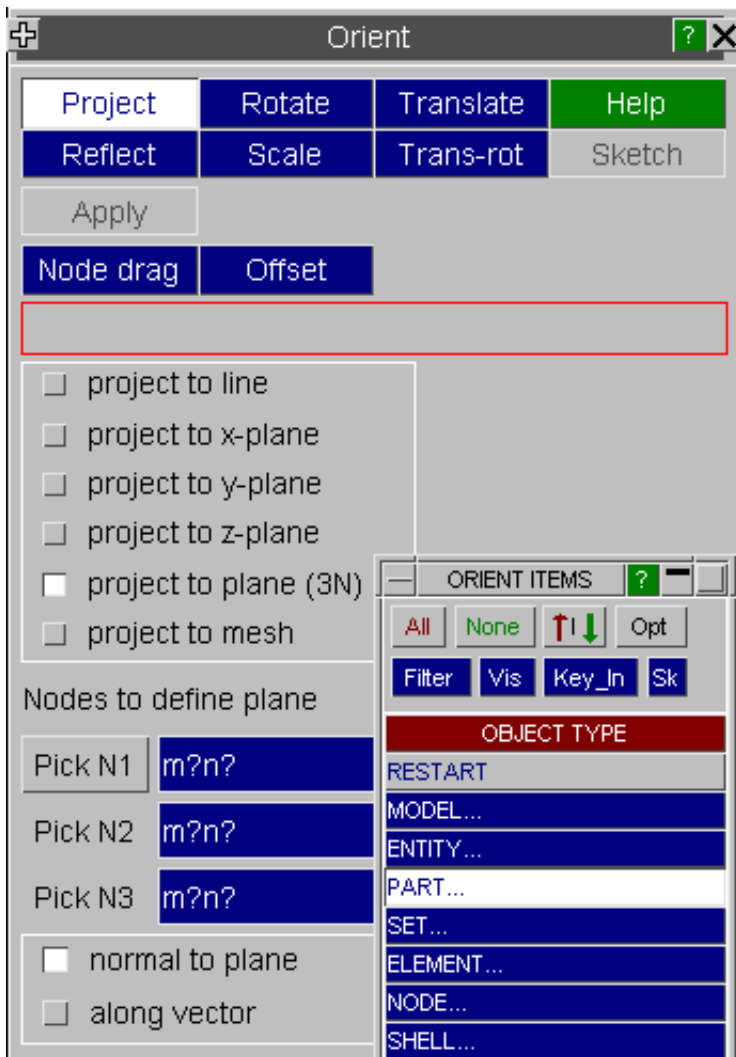 Orient ?
Project Rotate Translate Help
Reflect Scale Trans-rot Sketch
Apply
Node drag Offset
project to line
project to x-plane
project to y-plane
project to z-plane
project to plane (3N)
project to mesh
Nodes to define plane
Pick N1 m?n?
Pick N2 m?n?
Pick N3 m?n?
normal to plane
along vector
ORIENT ITEMS ?
All None Opt
Filter Vis Key_In Sk
OBJECT TYPE
RESTART
MODEL...
ENTITY...
PART...
SET...
ELEMENT...
NODE...
SHELL...